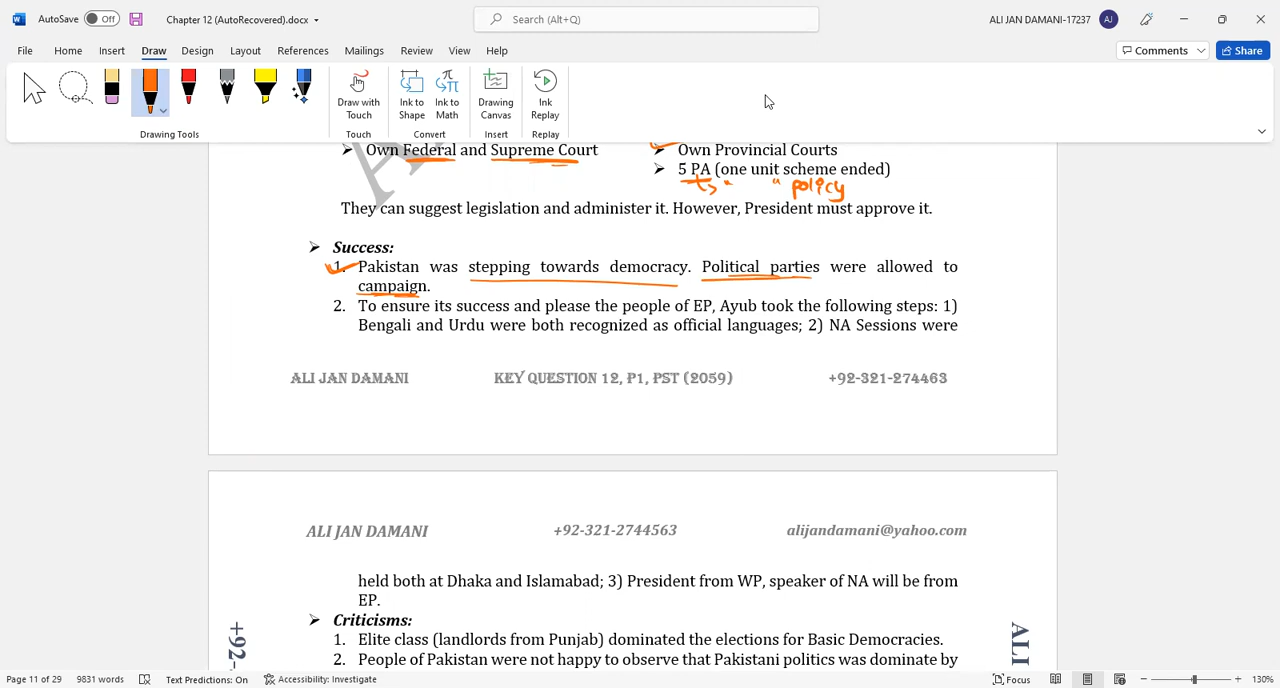 AutoSave Off Chapter 12 (AutoRecovered).docx Search (Alt+Q) ALI JAN DAMANI-17237 AJ
File Home Insert Draw Design Layout References Mailings Review View Help Comments Share
Draw with Touch Ink to Shape Ink to Math Drawing Canvas Ink Replay
Drawing Tools Touch Convert Insert Replay
Own Federal and Supreme Court Own Provincial Courts
5 PA (one unit scheme ended)
" " policy
They can suggest legislation and administer it. However, President must approve it.
Success:
1. Pakistan was stepping towards democracy. Political parties were allowed to
campaign.
2. To ensure its success and please the people of EP, Ayub took the following steps: 1)
Bengali and Urdu were both recognized as official languages; 2) NA Sessions were
ALI JAN DAMANI KEY QUESTION 12, P1, PST (2059) +92-321-274463
ALI JAN DAMANI +92-321-2744563 alijandamani@yahoo.com
held both at Dhaka and Islamabad; 3) President from WP, speaker of NA will be from
EP.
Criticisms:
1. Elite class (landlords from Punjab) dominated the elections for Basic Democracies.
2. People of Pakistan were not happy to observe that Pakistani politics was dominate by
+92-
ALI
Page 11 of 29 9831 words Text Predictions: On Accessibility: Investigate Focus 130%